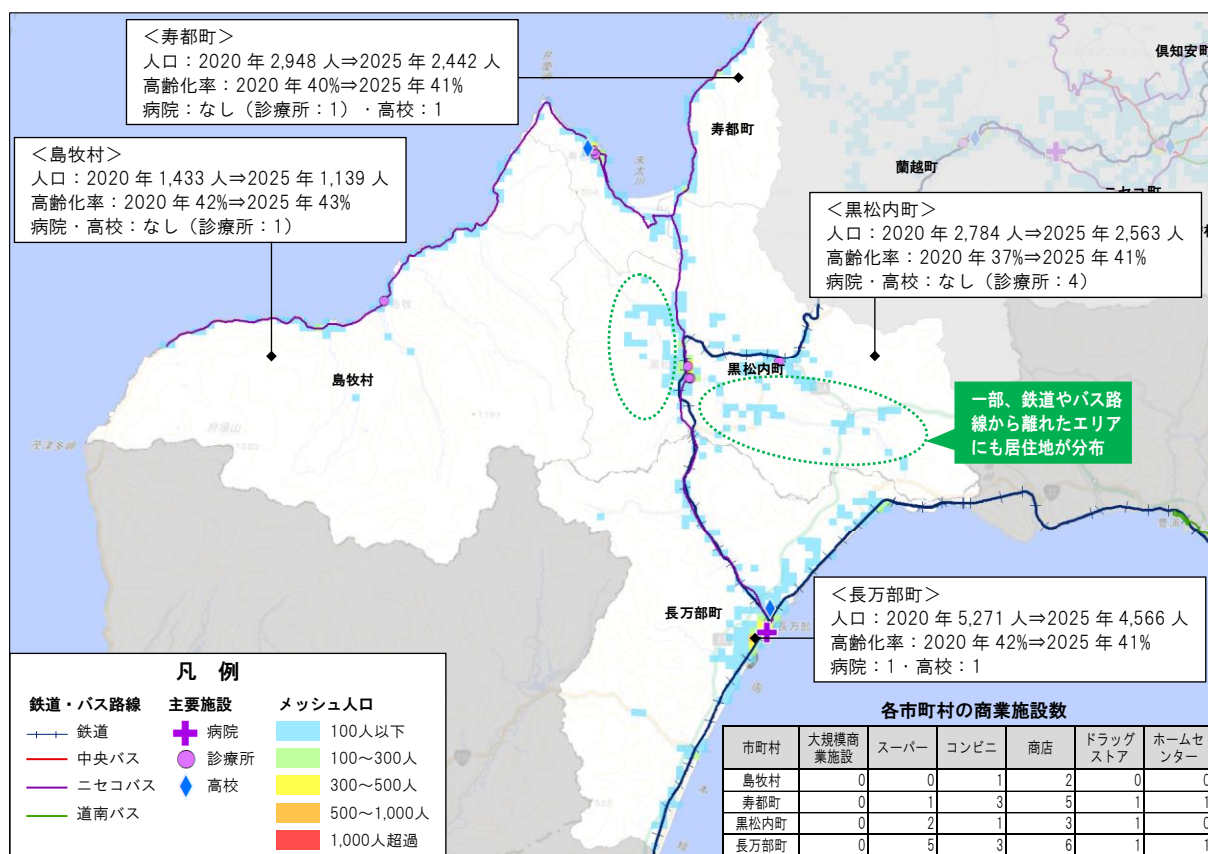 ＜寿都町＞
人口：2020 年 2,948 人⇒2025 年 2,442 人
高齢化率：2020 年 40%⇒2025 年 41%
病院：なし（診療所：1）・高校：1
＜島牧村＞
人口：2020 年 1,433 人⇒2025 年 1,139 人
高齢化率：2020 年 42%⇒2025 年 43%
病院・高校：なし（診療所：1）
＜黒松内町＞
人口：2020 年 2,784 人⇒2025 年 2,563 人
高齢化率：2020 年 37%⇒2025 年 41%
病院・高校：なし（診療所：4）
倶知安町
寿都町
蘭越町
ニセコ町
島牧
島牧村
黒松内町
1191
狩場山
1520
茂津多岬
一部、鉄道やバス路
線から離れたエリア
にも居住地が分布
豊浦
長万部町
長万部
＜長万部町＞
人口：2020 年 5,271 人⇒2025 年 4,566 人
高齢化率：2020 年 42%⇒2025 年 41%
病院：1・高校：1
凡 例
鉄道・バス路線 主要施設 メッシュ人口
鉄道 病院 100人以下
中央バス 診療所 100～300人
ニセコバス 高校 300～500人
道南バス 500～1,000人
1,000人超過
各市町村の商業施設数
市町村 大規模商業施設 スーパー コンビニ 商店 ドラッグストア ホームセンター
島牧村 0 0 1 2 0 0
寿都町 0 1 3 5 1 1
黒松内町 0 2 1 3 1 0
長万部町 0 5 3 6 1 1